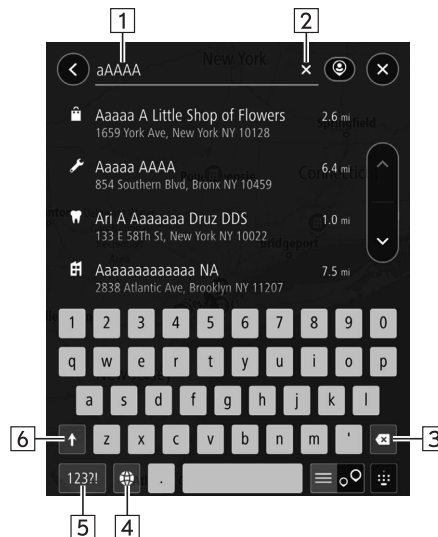 1
2
New York
aAAAA
Aaaaa A Little Shop of Flowers
2.6 mi
1659 York Ave, New York NY 10128
Aaaaa AAAA
6.4 mi
854 Southern Blvd, Bronx NY 10459
Ari A Aaaaaaa Druz DDS
1.0 mi
133 E 58Th St, New York NY 10022
Bridgeport
Aaaaaaaaaaaaa NA
7.5 mi
2838 Atlantic Ave, Brooklyn NY 11207
1 2 3 4 5 6 7 8 9 0
q w e r t y u i o p
a s d f g h j k l
6 z x c v b n m ' 3
123?! .
5 4